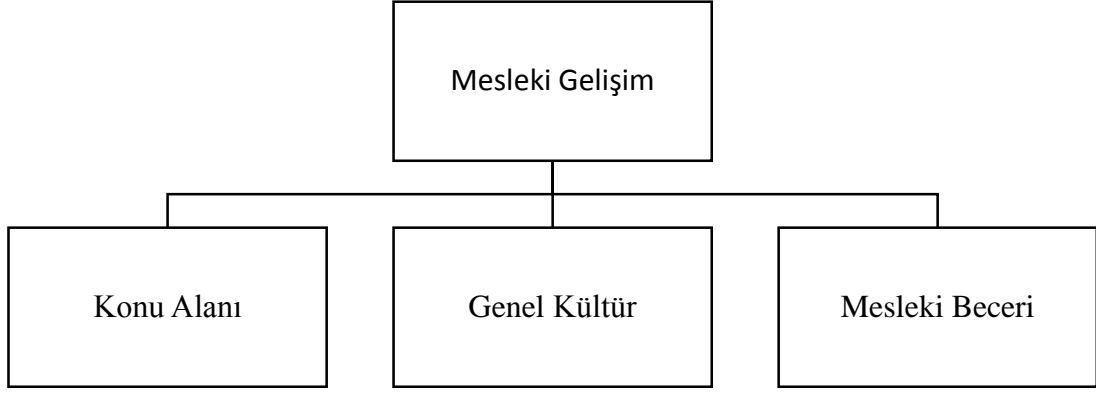 Mesleki Gelişim
Konu Alanı
Genel Kültür
Mesleki Beceri